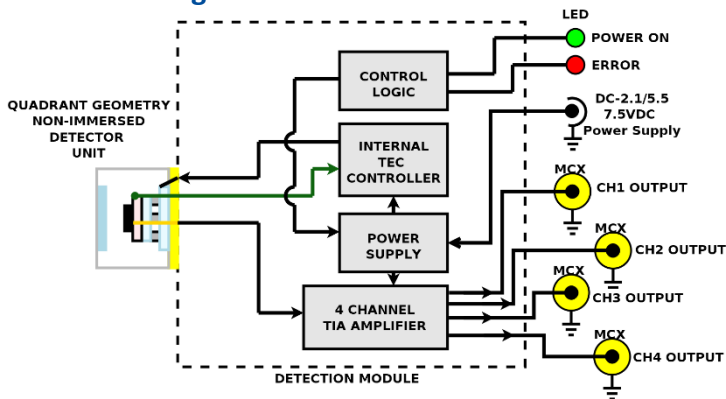 LED
POWER ON
ERROR
CONTROL
LOGIC
DC-2.1/5.5
7.5VDC
Power Supply
QUADRANT GEOMETRY
NON-IMMERSED
DETECTOR
UNIT
INTERNAL
TEC
CONTROLLER
MCX
CH1 OUTPUT
POWER
SUPPLY
MCX
CH2 OUTPUT
MCX
CH3 OUTPUT
4 CHANNEL
TIA AMPLIFIER
MCX
CH4 OUTPUT
DETECTION MODULE